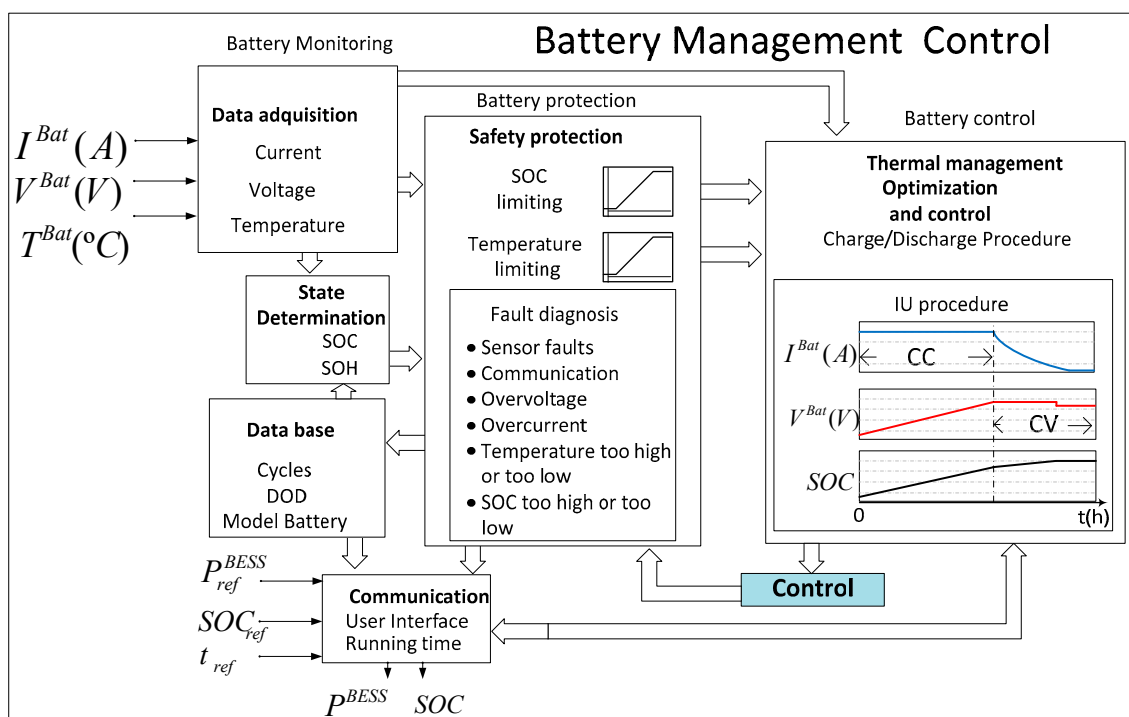 Battery Management Control
Battery Monitoring
Data adquisition
Current
Voltage
Temperature
I^Bat (A)
V^Bat (V)
T^Bat (ºC)
State
Determination
SOC
SOH
Data base
Cycles
DOD
Model Battery
Battery protection
Safety protection
SOC
limiting
Temperature
limiting
Fault diagnosis
● Sensor faults
● Communication
● Overvoltage
● Overcurrent
● Temperature too high
or too low
● SOC too high or too
low
Battery control
Thermal management
Optimization
and control
Charge/Discharge Procedure
IU procedure
I^Bat (A)
CC
V^Bat (V)
CV
SOC
0
t(h)
Control
P_ref^BESS
SOC_ref
t_ref
Communication
User Interface
Running time
P^BESS
SOC